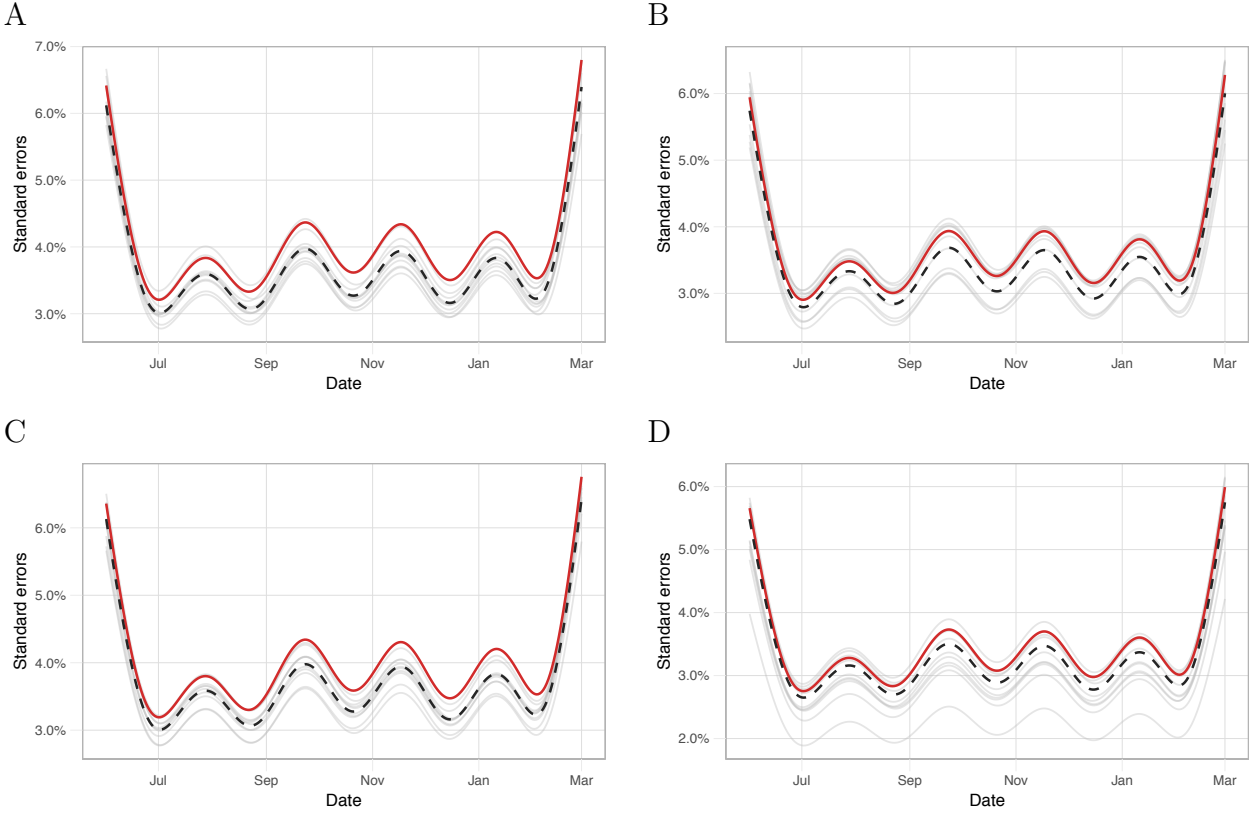 A
Standard errors
7.0%
6.0%
5.0%
4.0%
3.0%
Jul Sep Nov Jan Mar
Date
B
Standard errors
6.0%
5.0%
4.0%
3.0%
Jul Sep Nov Jan Mar
Date
C
Standard errors
6.0%
5.0%
4.0%
3.0%
Jul Sep Nov Jan Mar
Date
D
Standard errors
6.0%
5.0%
4.0%
3.0%
2.0%
Jul Sep Nov Jan Mar
Date